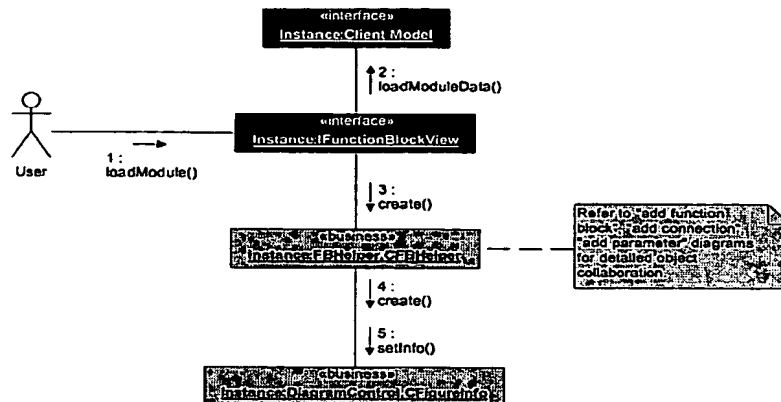 «interface»
Instance:Client Model
2 :
loadModuleData()
«interface»
Instance:IFunctionBlockView
User
1 :
loadModule()
3 :
create()
«business»
Instance:FBHelper.CFBHelper
Refer to "add function
block", "add connection",
"add parameter" diagrams
for detailed object
collaboration.
4 :
create()
5 :
setInfo()
«business»
Instance:DiagramControl.CFigureInfo